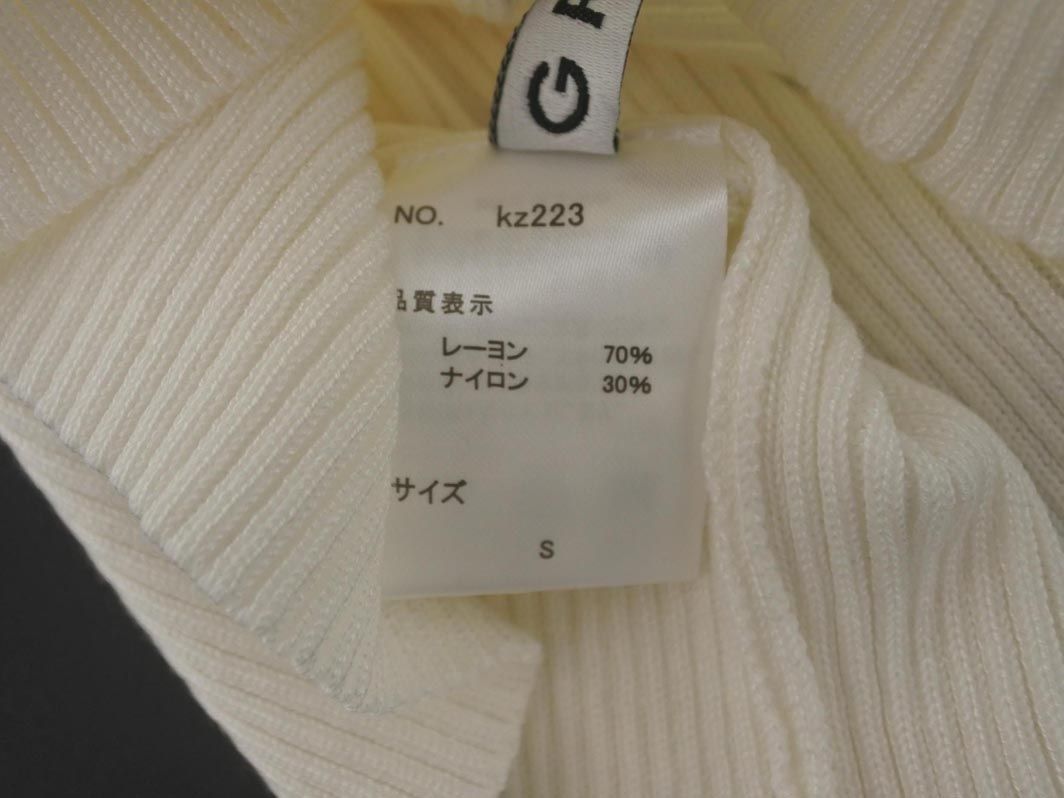 G
NO. kz223
品質表示
レーヨン 70%
ナイロン 30%
サイズ
S